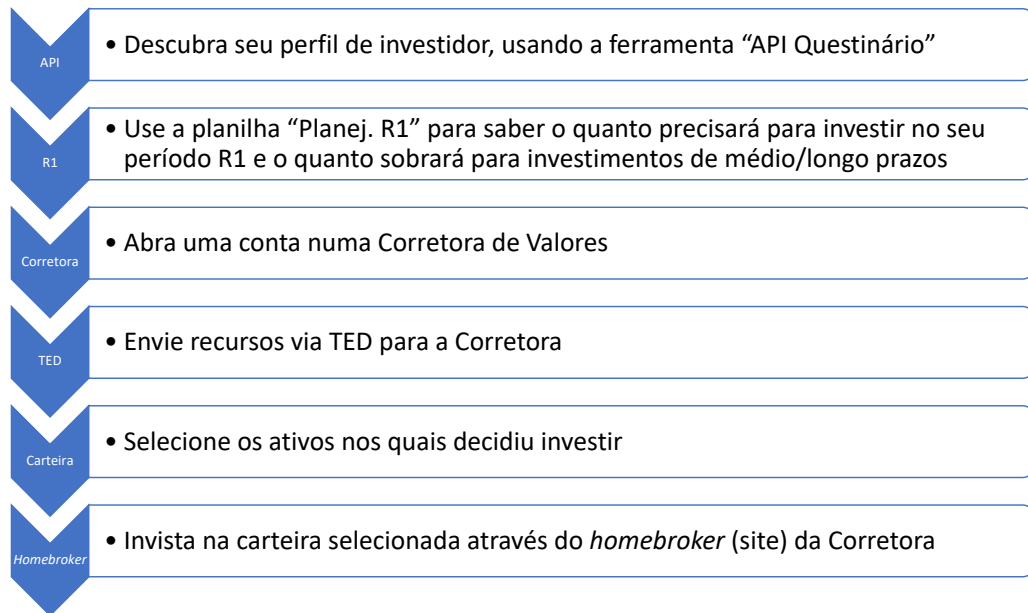 API
• Descubra seu perfil de investidor, usando a ferramenta “API Questinário”
R1
• Use a planilha “Planej. R1” para saber o quanto precisará para investir no seu
período R1 e o quanto sobrará para investimentos de médio/longo prazos
Corretora
• Abra uma conta numa Corretora de Valores
TED
• Envie recursos via TED para a Corretora
Carteira
• Selecione os ativos nos quais decidiu investir
Homebroker
• Invista na carteira selecionada através do homebroker (site) da Corretora